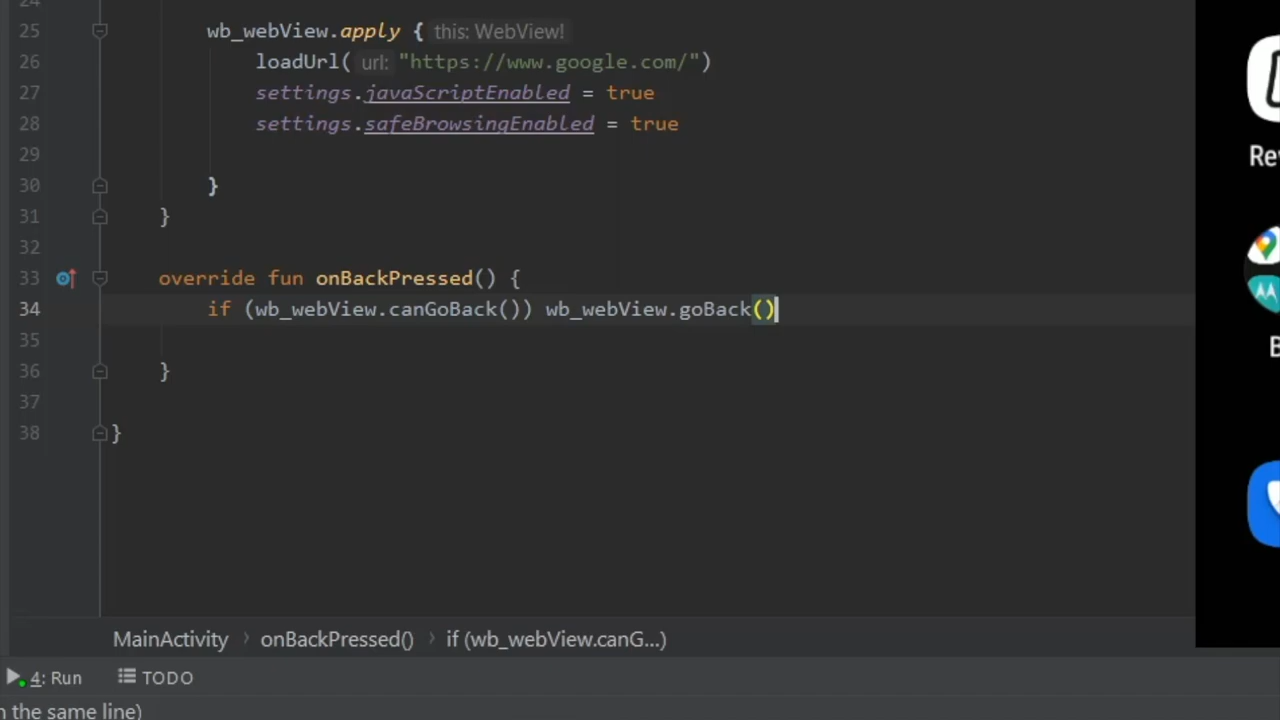 24
25 wb_webView.apply { this: WebView!
26 loadUrl( url: "https://www.google.com/")
27 settings.javaScriptEnabled = true
28 settings.safeBrowsingEnabled = true
29
30 }
31 }
32
33 override fun onBackPressed() {
34 if (wb_webView.canGoBack()) wb_webView.goBack()
35
36 }
37
38 }
MainActivity › onBackPressed() › if (wb_webView.canG...)
4: Run TODO
n the same line)
Re
B